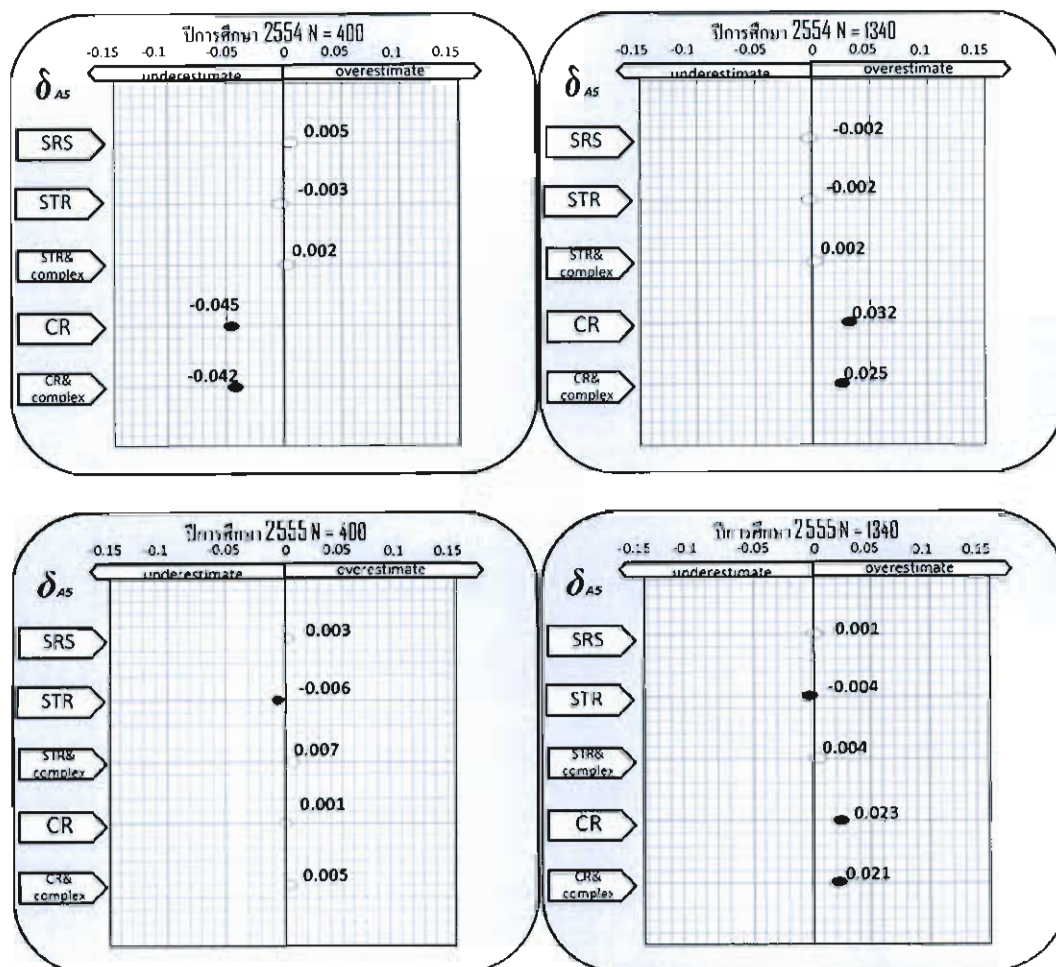 ปีการศึกษา 2554 N = 400
-0.15 -0.1 -0.05 0 0.05 0.1 0.15
underestimate overestimate
δ A5
SRS 0.005
STR -0.003
STR& complex 0.002
CR -0.045
CR& complex -0.042
ปีการศึกษา 2554 N = 1340
-0.15 -0.1 -0.05 0 0.05 0.1 0.15
underestimate overestimate
δ A5
SRS -0.002
STR -0.002
STR& complex 0.002
CR 0.032
CR& complex 0.025
ปีการศึกษา 2555 N = 400
-0.15 -0.1 -0.05 0 0.05 0.1 0.15
underestimate overestimate
δ A5
SRS 0.003
STR -0.006
STR& complex 0.007
CR 0.001
CR& complex 0.005
ปีการศึกษา 2555 N = 1340
-0.15 -0.1 -0.05 0 0.05 0.1 0.15
underestimate overestimate
δ A5
SRS 0.001
STR -0.004
STR& complex 0.004
CR 0.023
CR& complex 0.021